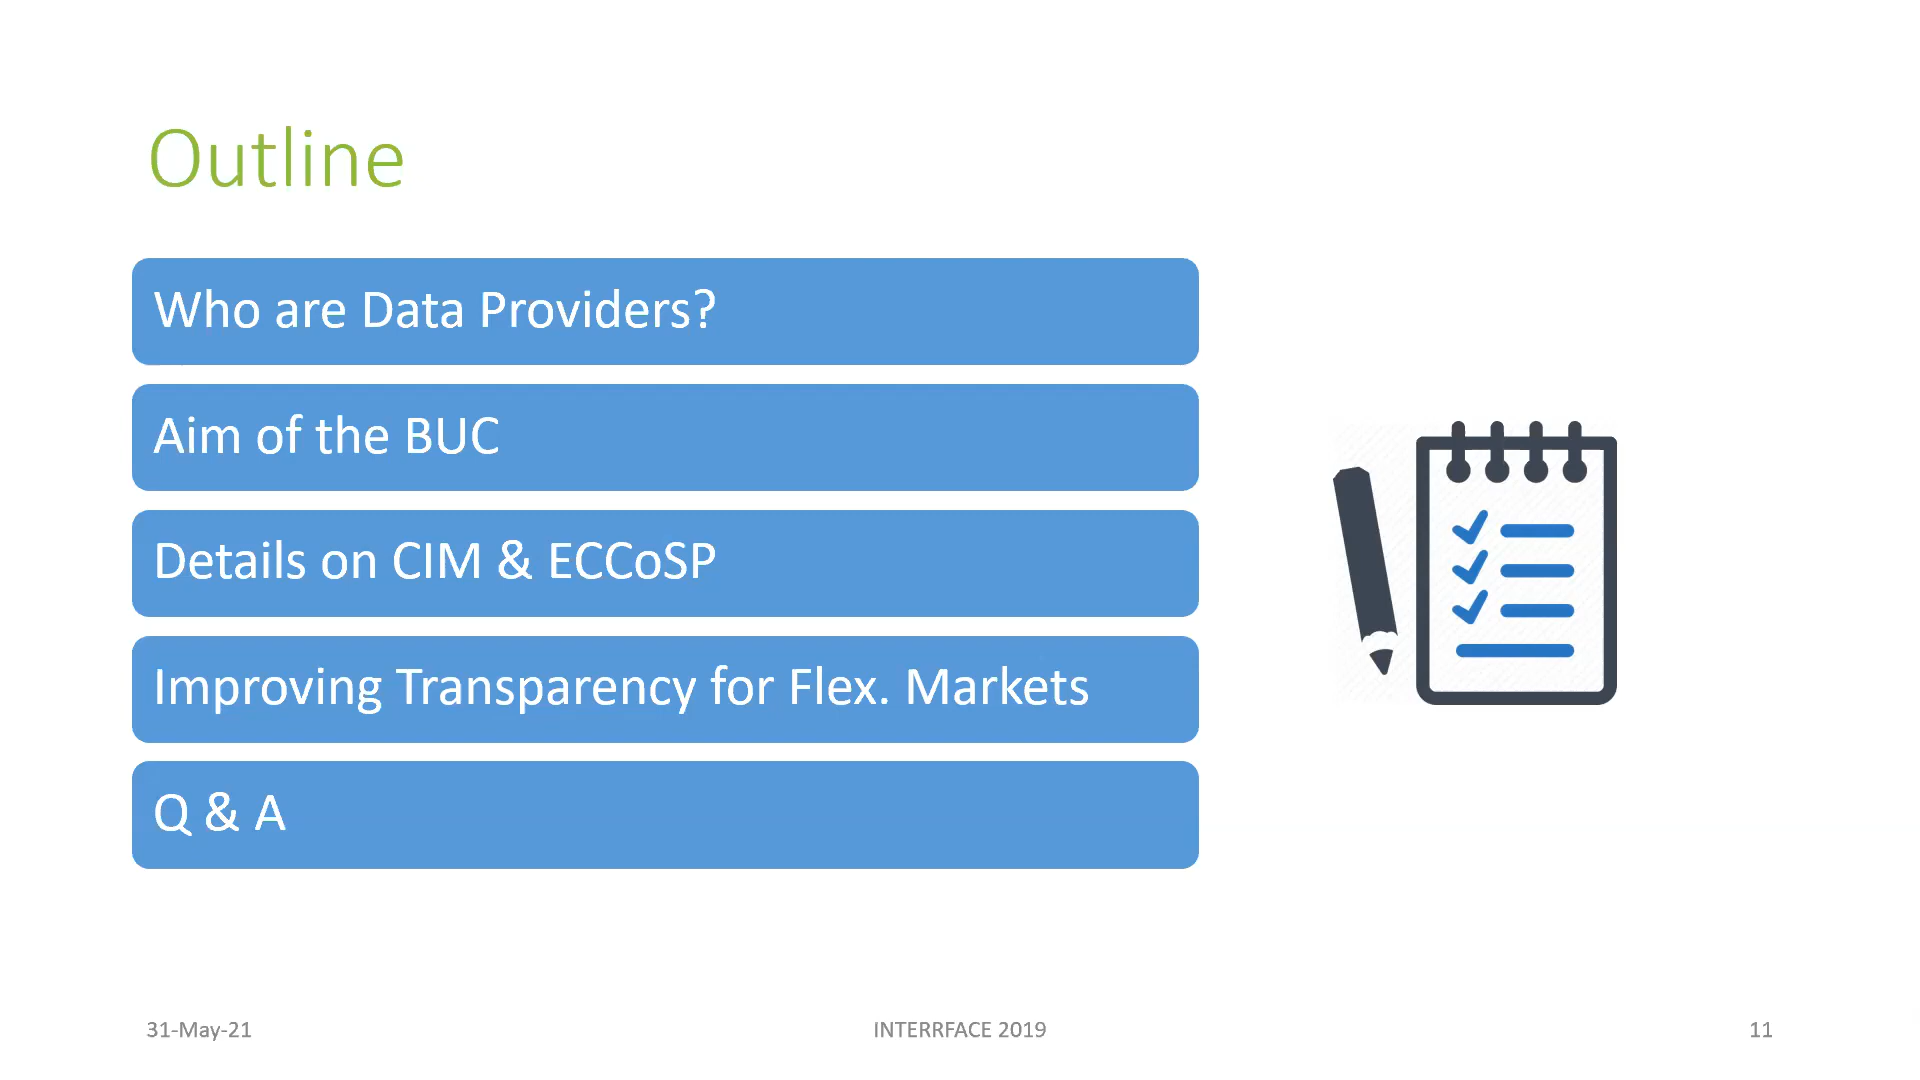 Outline
Who are Data Providers?
Aim of the BUC
Details on CIM & ECCoSP
Improving Transparency for Flex. Markets
Q & A
31-May-21
INTERRFACE 2019
11